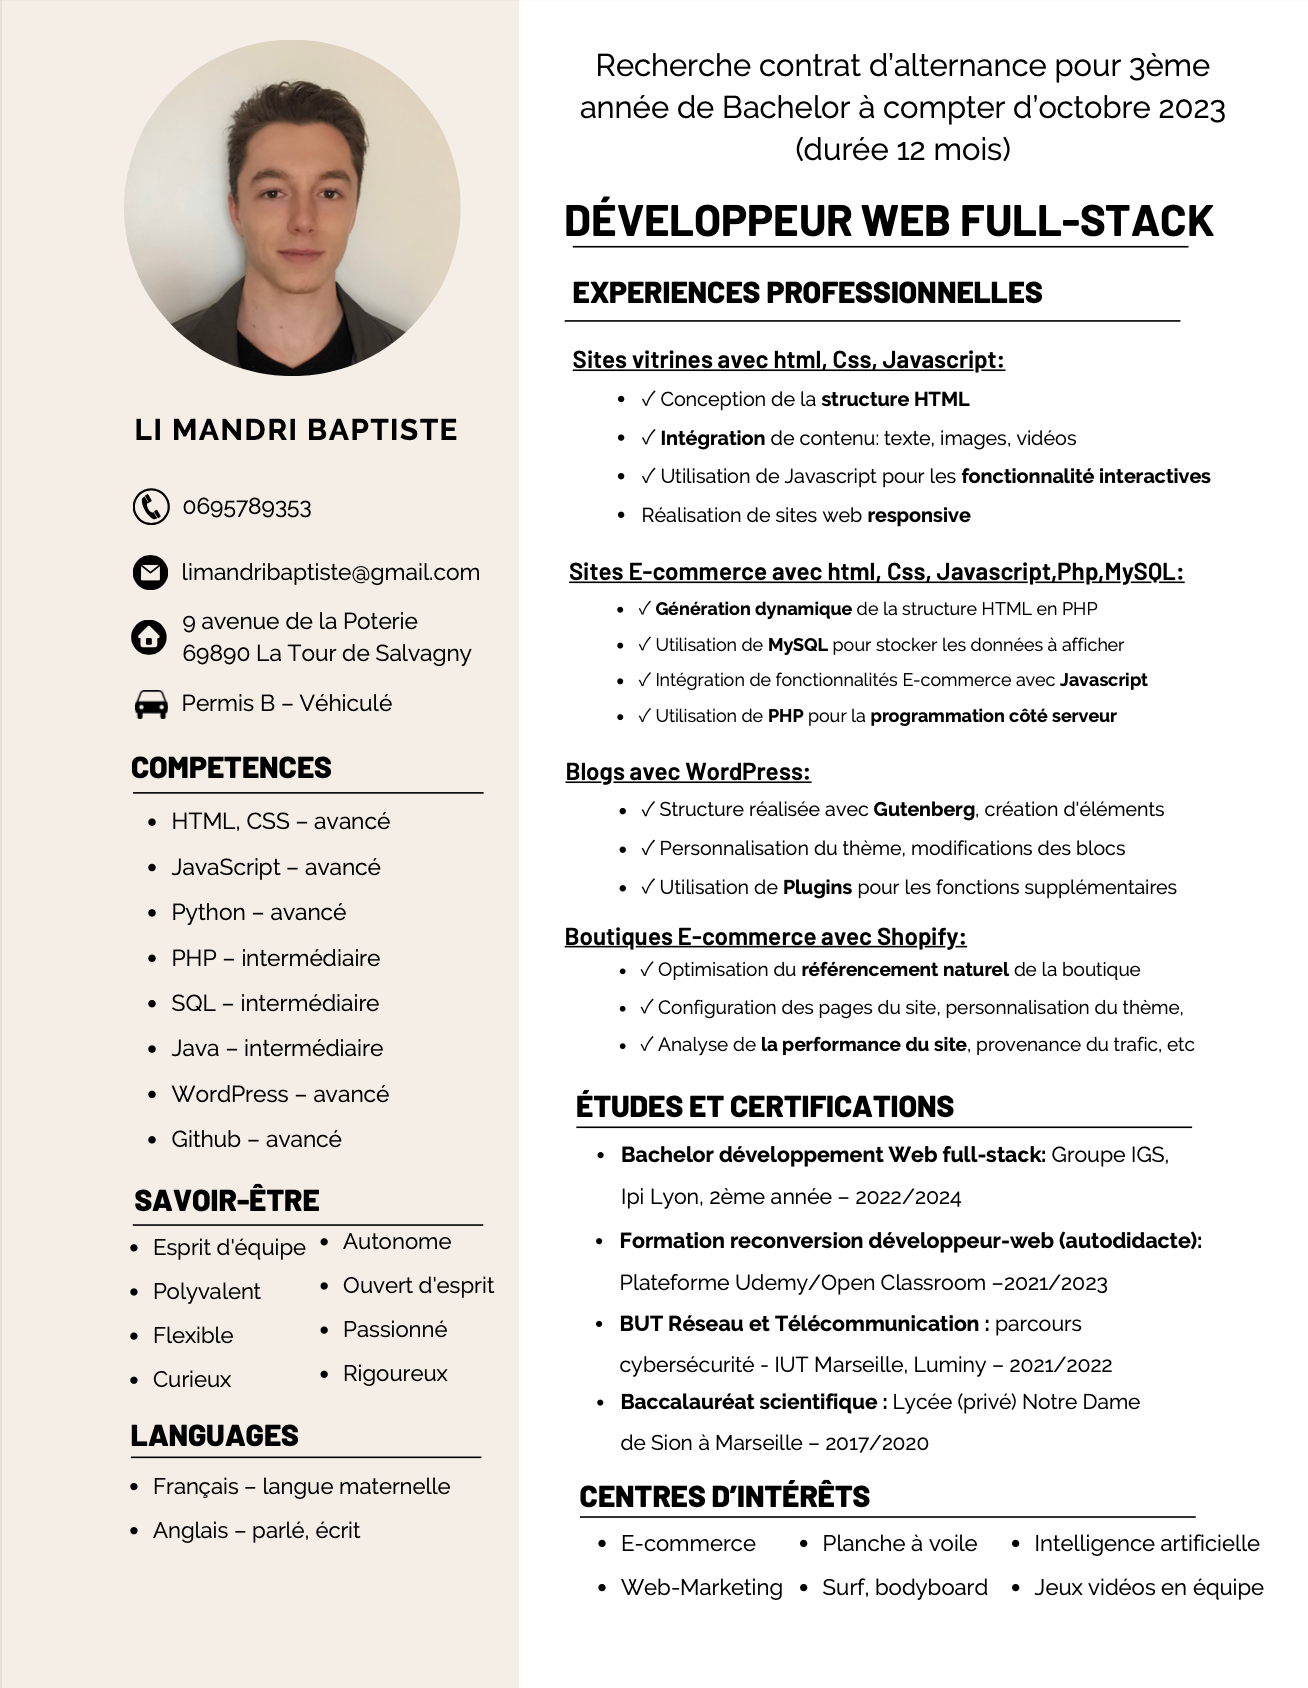 LI MANDRI BAPTISTE
0695789353
limandribaptiste@gmail.com
9 avenue de la Poterie
69890 La Tour de Salvagny
Permis B – Véhiculé
COMPETENCES
• HTML, CSS – avancé
• JavaScript – avancé
• Python – avancé
• PHP – intermédiaire
• SQL – intermédiaire
• Java – intermédiaire
• WordPress – avancé
• Github – avancé
SAVOIR-ÊTRE
• Esprit d'équipe
• Polyvalent
• Flexible
• Curieux
• Autonome
• Ouvert d'esprit
• Passionné
• Rigoureux
LANGUAGES
• Français – langue maternelle
• Anglais – parlé, écrit
Recherche contrat d'alternance pour 3ème
année de Bachelor à compter d'octobre 2023
(durée 12 mois)
DÉVELOPPEUR WEB FULL-STACK
EXPERIENCES PROFESSIONNELLES
Sites vitrines avec html, Css, Javascript:
• ✓ Conception de la structure HTML
• ✓ Intégration de contenu: texte, images, vidéos
• ✓ Utilisation de Javascript pour les fonctionnalité interactives
• Réalisation de sites web responsive
Sites E-commerce avec html, Css, Javascript,Php,MySQL:
• ✓ Génération dynamique de la structure HTML en PHP
• ✓ Utilisation de MySQL pour stocker les données à afficher
• ✓ Intégration de fonctionnalités E-commerce avec Javascript
• ✓ Utilisation de PHP pour la programmation côté serveur
Blogs avec WordPress:
• ✓ Structure réalisée avec Gutenberg, création d'éléments
• ✓ Personnalisation du thème, modifications des blocs
• ✓ Utilisation de Plugins pour les fonctions supplémentaires
Boutiques E-commerce avec Shopify:
• ✓ Optimisation du référencement naturel de la boutique
• ✓ Configuration des pages du site, personnalisation du thème,
• ✓ Analyse de la performance du site, provenance du trafic, etc
ÉTUDES ET CERTIFICATIONS
• Bachelor développement Web full-stack: Groupe IGS,
Ipi Lyon, 2ème année – 2022/2024
• Formation reconversion développeur-web (autodidacte):
Plateforme Udemy/Open Classroom –2021/2023
• BUT Réseau et Télécommunication : parcours
cybersécurité - IUT Marseille, Luminy – 2021/2022
• Baccalauréat scientifique : Lycée (privé) Notre Dame
de Sion à Marseille – 2017/2020
CENTRES D'INTÉRÊTS
• E-commerce • Planche à voile • Intelligence artificielle
• Web-Marketing • Surf, bodyboard • Jeux vidéos en équipe